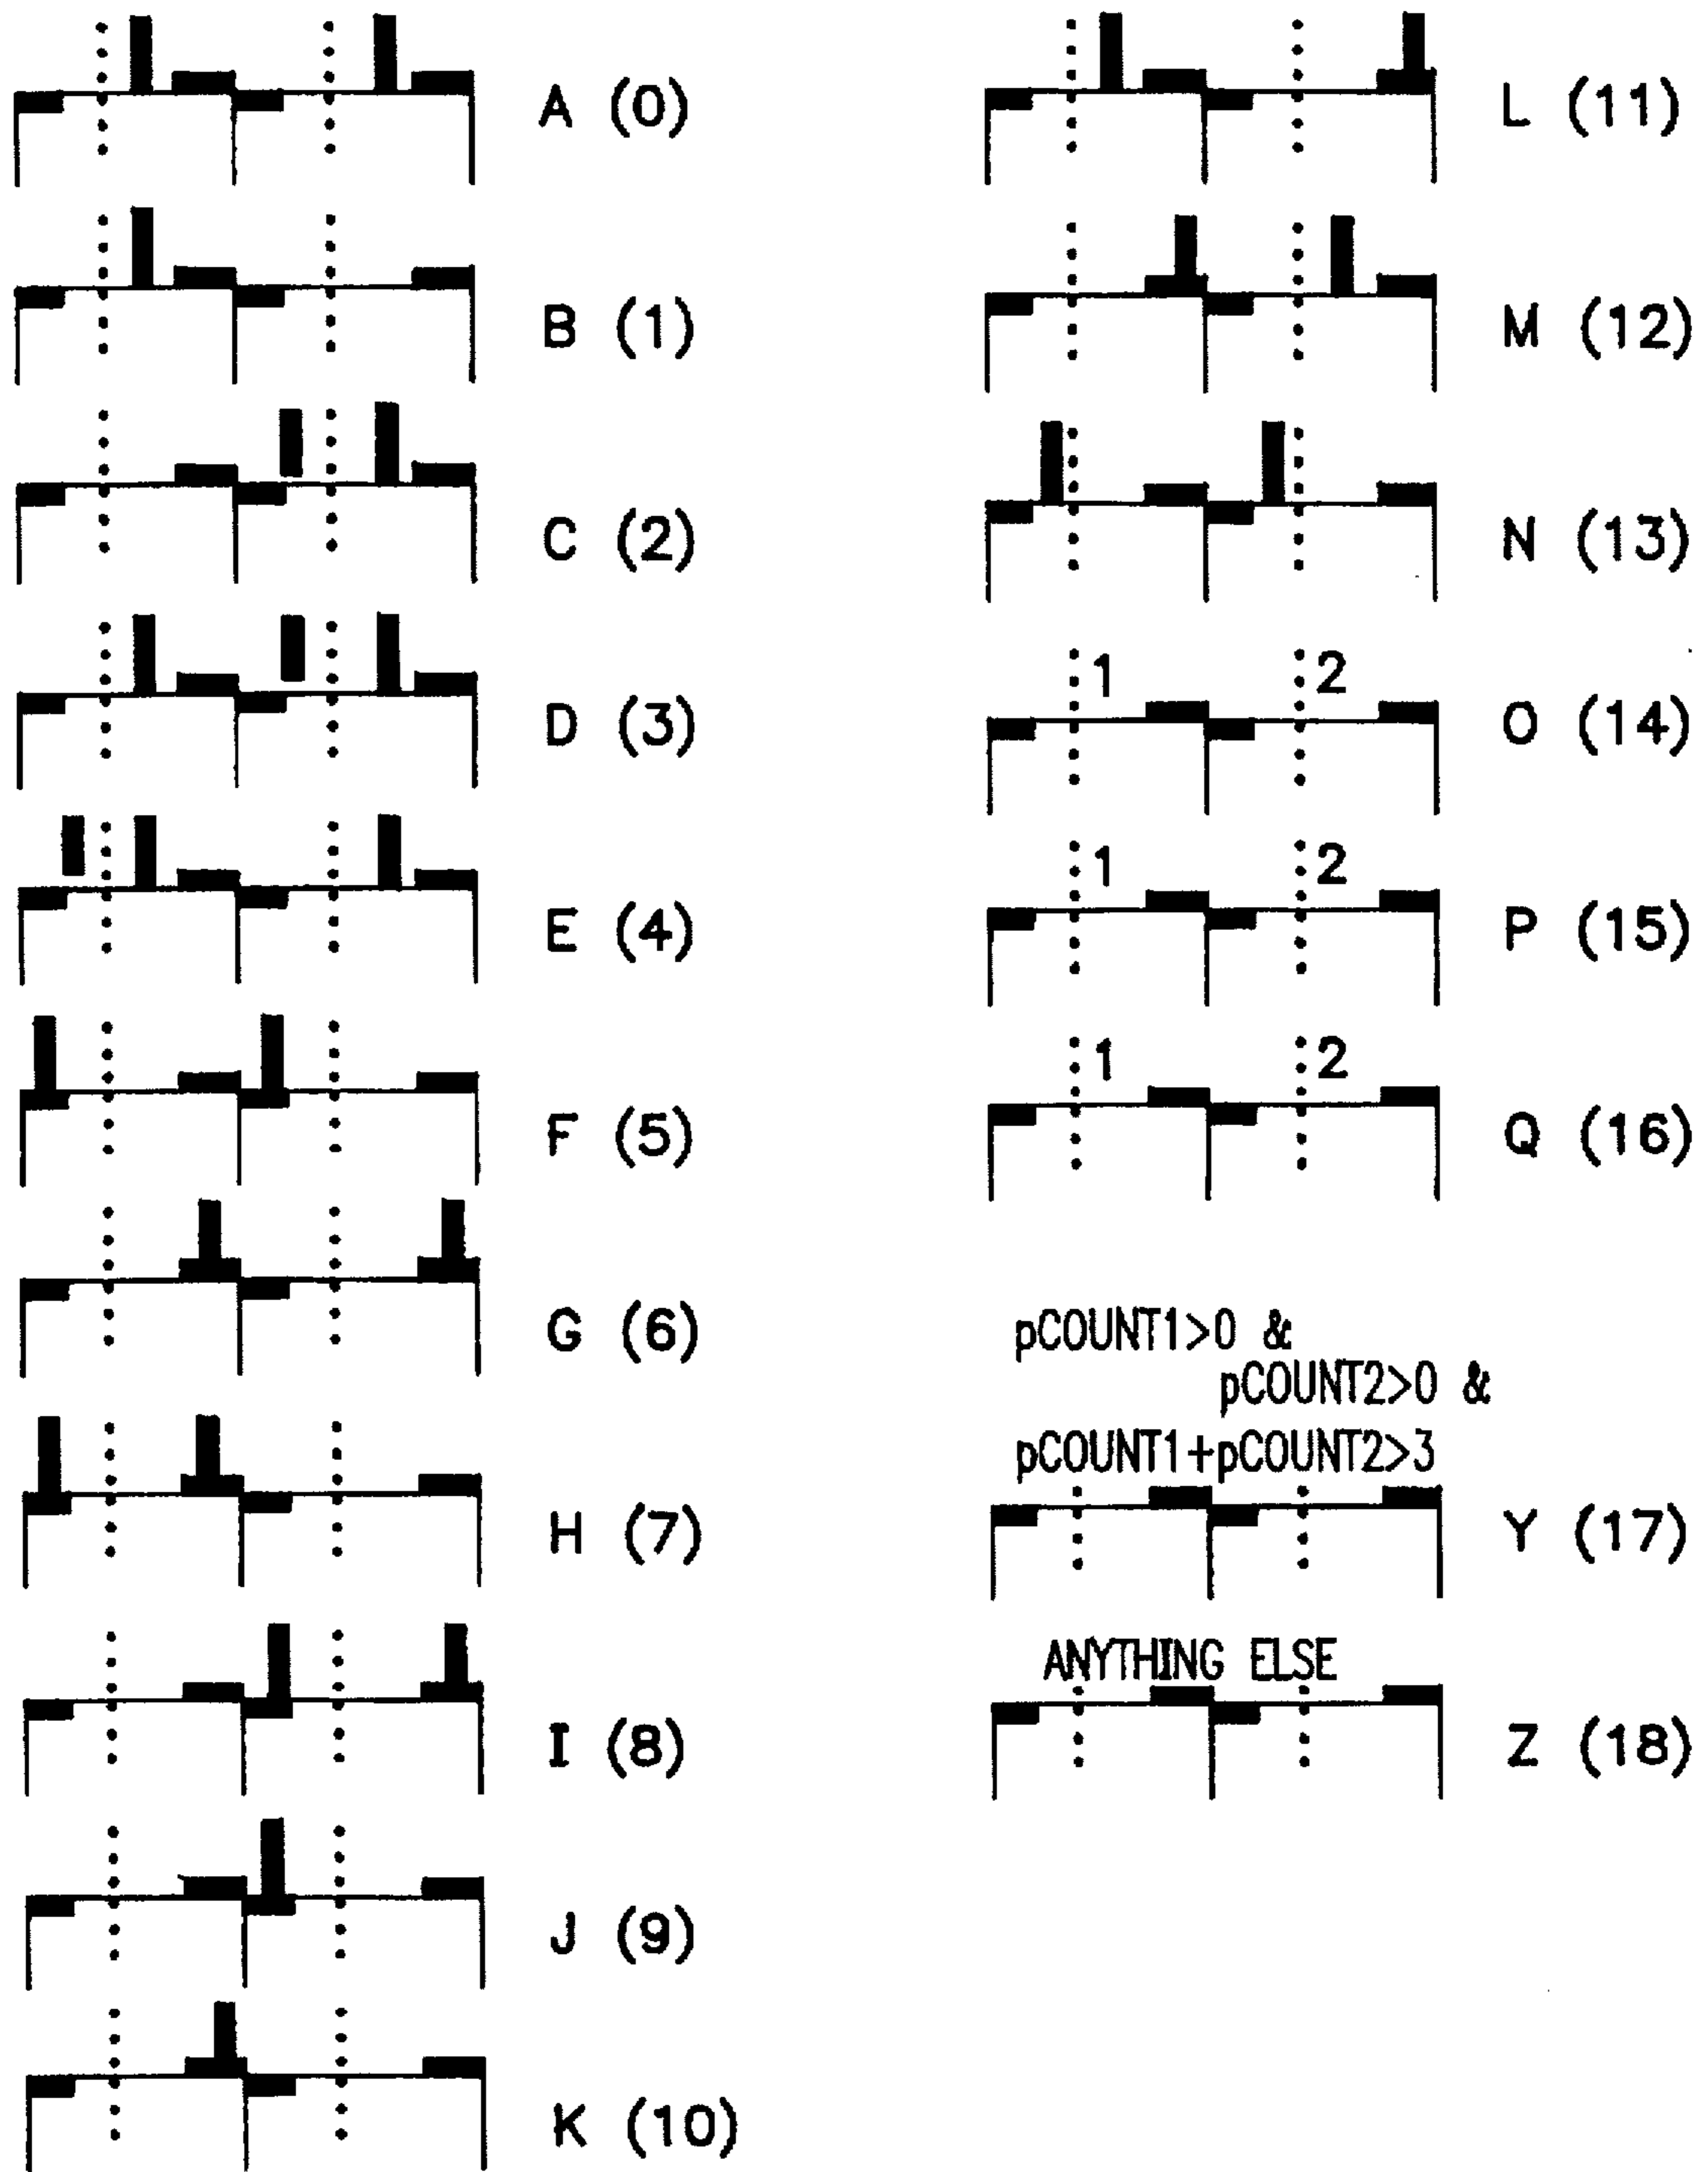 A (0)
B (1)
C (2)
D (3)
E (4)
F (5)
G (6)
H (7)
I (8)
J (9)
K (10)
L (11)
M (12)
N (13)
1 2
O (14)
1 2
P (15)
1 2
Q (16)
pCOUNT1>0 &
pCOUNT2>0 &
pCOUNT1+pCOUNT2>3
Y (17)
ANYTHING ELSE
Z (18)